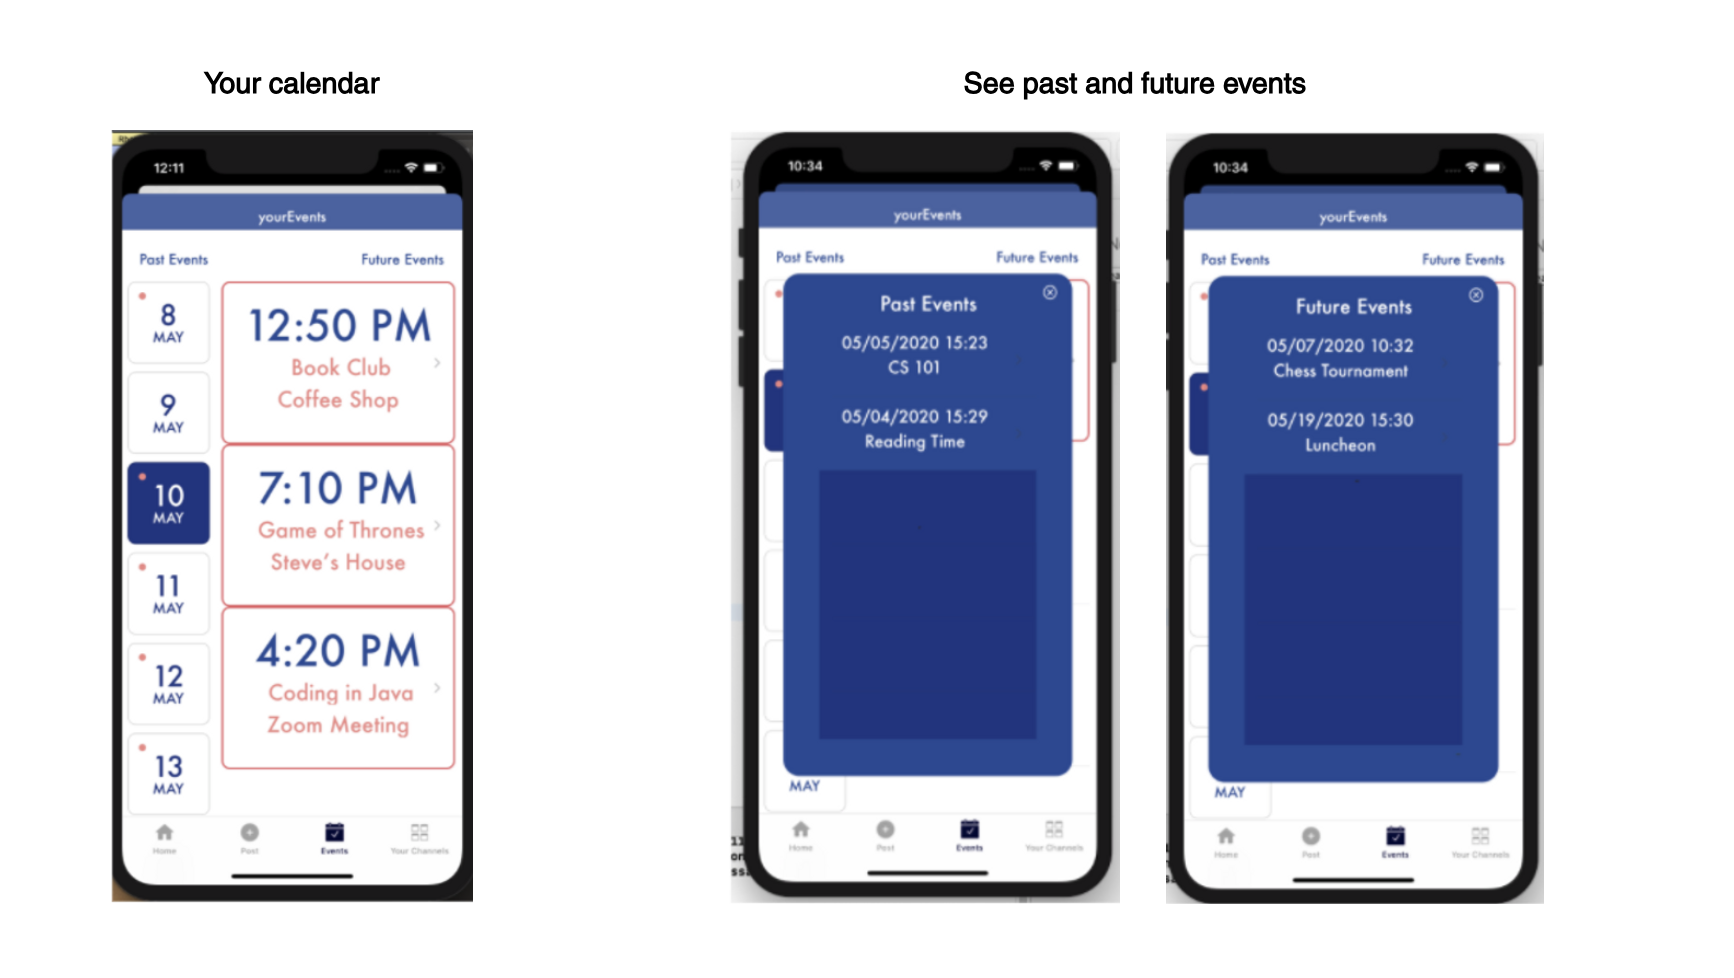 Your calendar
12:11
yourEvents
Past Events
Future Events
8
MAY
9
MAY
10
MAY
11
MAY
12
MAY
13
MAY
12:50 PM
Book Club
Coffee Shop
7:10 PM
Game of Thrones
Steve's House
4:20 PM
Coding in Java
Zoom Meeting
Home
Post
Events
Your Channels
See past and future events
10:34
yourEvents
Past Events
Future Events
Past Events
05/05/2020 15:23
CS 101
05/04/2020 15:29
Reading Time
MAY
Home
Post
Events
Your Channels
10:34
yourEvents
Past Events
Future Events
Future Events
05/07/2020 10:32
Chess Tournament
05/19/2020 15:30
Luncheon
MAY
Home
Post
Events
Your Channels